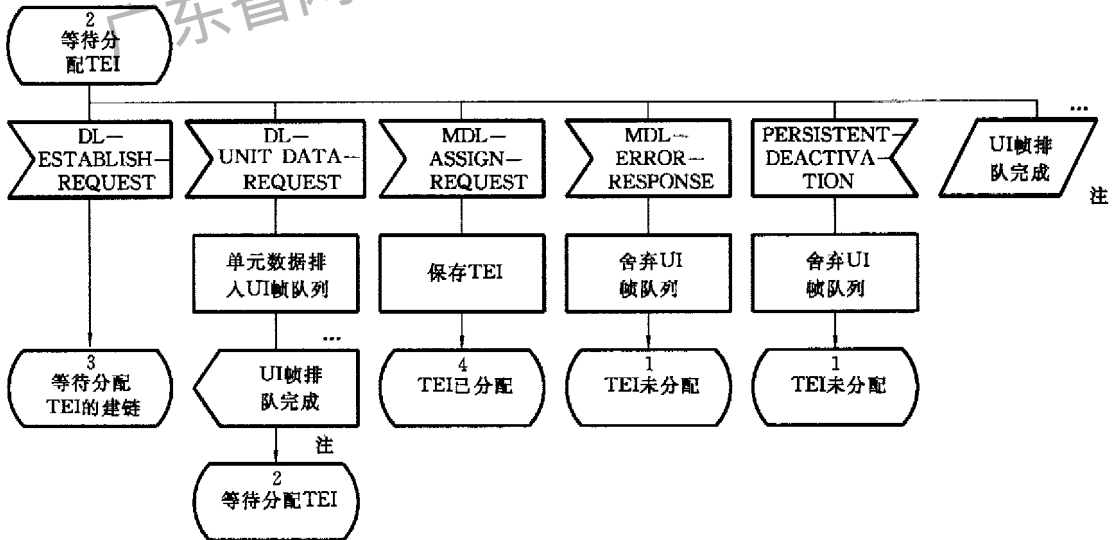 广东省
2
等待分
配TEI
DL—
ESTABLISH—
REQUEST
DL—
UNIT DATA—
REQUEST
MDL—
ASSIGN—
REQUEST
MDL—
ERROR—
RESPONSE
PERSISTENT—
DEACTIVA—
TION
...
UI帧排
队完成
注
单元数据排
入UI帧队列
保存TEI
舍弃UI
帧队列
舍弃UI
帧队列
3
等待分配
TEI的建链
...
UI帧排
队完成
注
4
TEI已分配
1
TEI未分配
1
TEI未分配
2
等待分配TEI